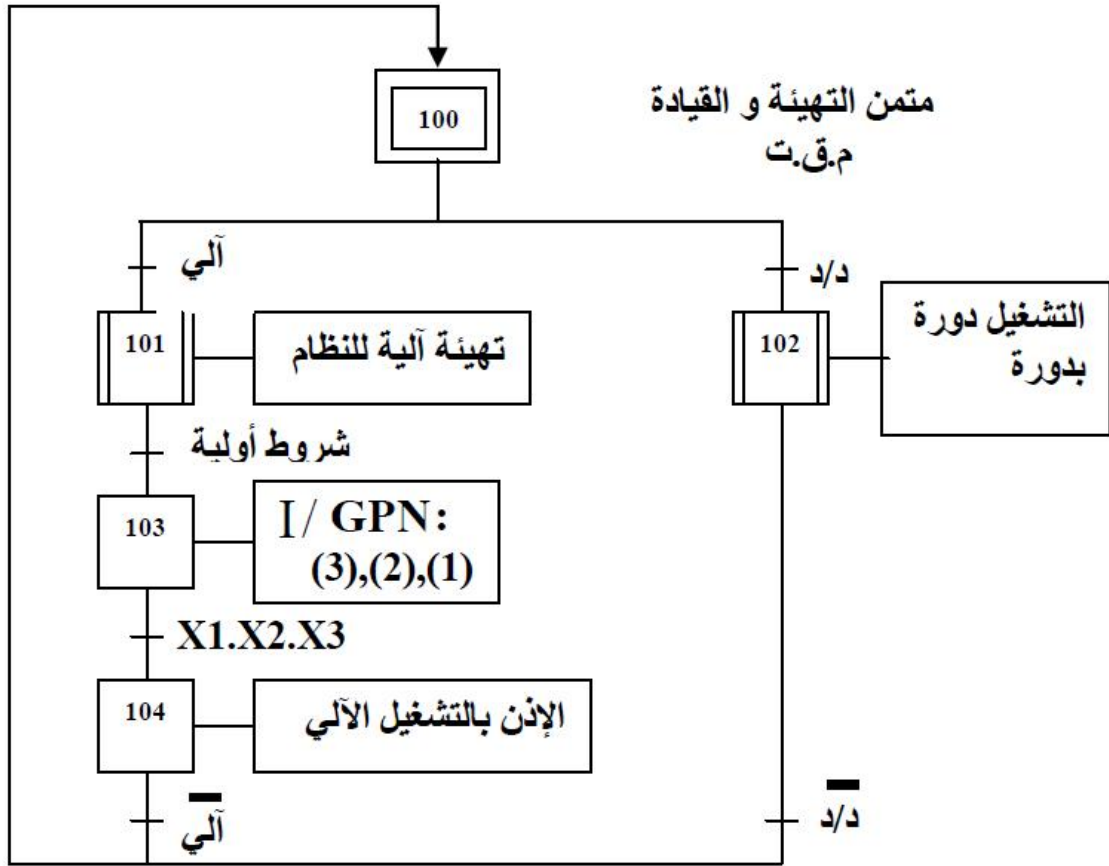 100
متمن التهيئة و القيادة
م.ق.ت
آلي
د/د
101
تهيئة آلية للنظام
102
التشغيل دورة
بدورة
شروط أولية
103
I/ GPN:
(3),(2),(1)
X1.X2.X3
104
الإذن بالتشغيل الآلي
آلي
د/د